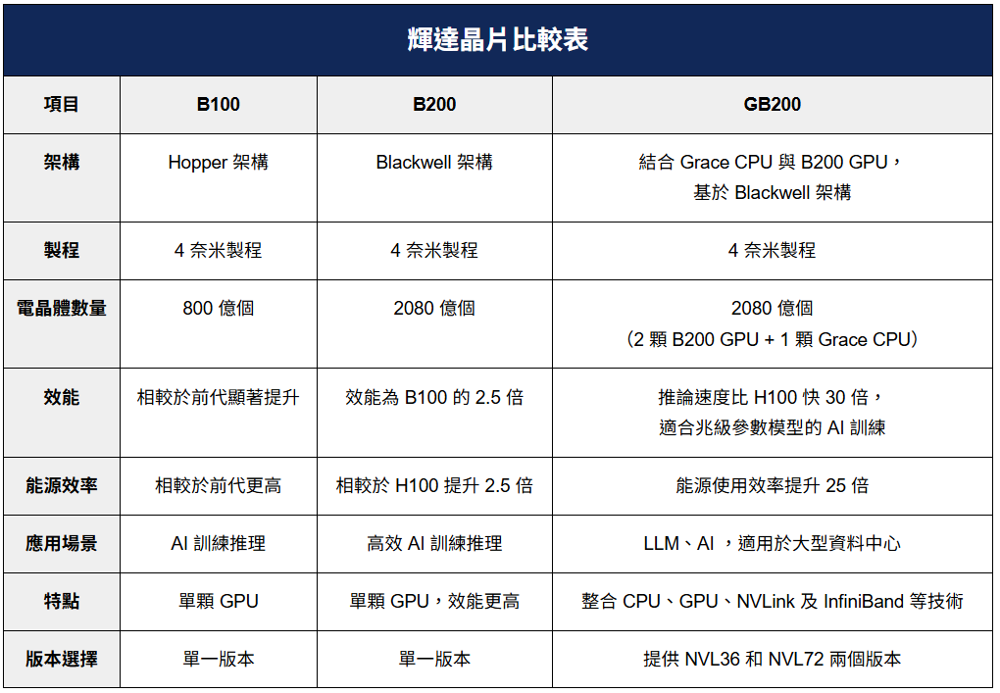 輝達晶片比較表
項目 B100 B200 GB200
架構 Hopper 架構 Blackwell 架構 結合 Grace CPU 與 B200 GPU，
基於 Blackwell 架構
製程 4 奈米製程 4 奈米製程 4 奈米製程
電晶體數量 800 億個 2080 億個 2080 億個
（2 顆 B200 GPU + 1 顆 Grace CPU）
效能 相較於前代顯著提升 效能為 B100 的 2.5 倍 推論速度比 H100 快 30 倍，
適合兆級參數模型的 AI 訓練
能源效率 相較於前代更高 相較於 H100 提升 2.5 倍 能源使用效率提升 25 倍
應用場景 AI 訓練推理 高效 AI 訓練推理 LLM、AI ，適用於大型資料中心
特點 單顆 GPU 單顆 GPU，效能更高 整合 CPU、GPU、NVLink 及 InfiniBand 等技術
版本選擇 單一版本 單一版本 提供 NVL36 和 NVL72 兩個版本